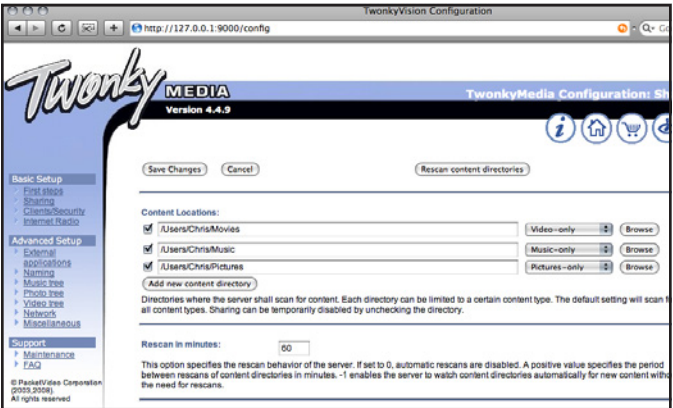 TwonkyVision Configuration
http://127.0.0.1:9000/config
Twonky
MEDIA
Version 4.4.9
TwonkyMedia Configuration: Sh
Save Changes
Cancel
Rescan content directories
Basic Setup
First steps
Sharing
Clients/Security
Internet Radio
Advanced Setup
External
applications
Naming
Music tree
Photo tree
Video tree
Network
Miscellaneous
Support
Maintenance
FAQ
© PacketVideo Corporation
All rights reserved
Content Locations:
/Users/Chris/Movies Video-only Browse
/Users/Chris/Music Music-only Browse
/Users/Chris/Pictures Pictures-only Browse
Add new content directory
Directories where the server shall scan for content. Each directory can be limited to a certain content type. The default setting will scan f
all content types. Sharing can be temporarily disabled by unchecking the directory.
Rescan in minutes: 60
This option specifies the rescan behavior of the server. If set to 0, automatic rescans are disabled. A positive value specifies the period
between rescans of content directories in minutes. -1 enables the server to watch content directories automatically for new content witho
the need for rescans.